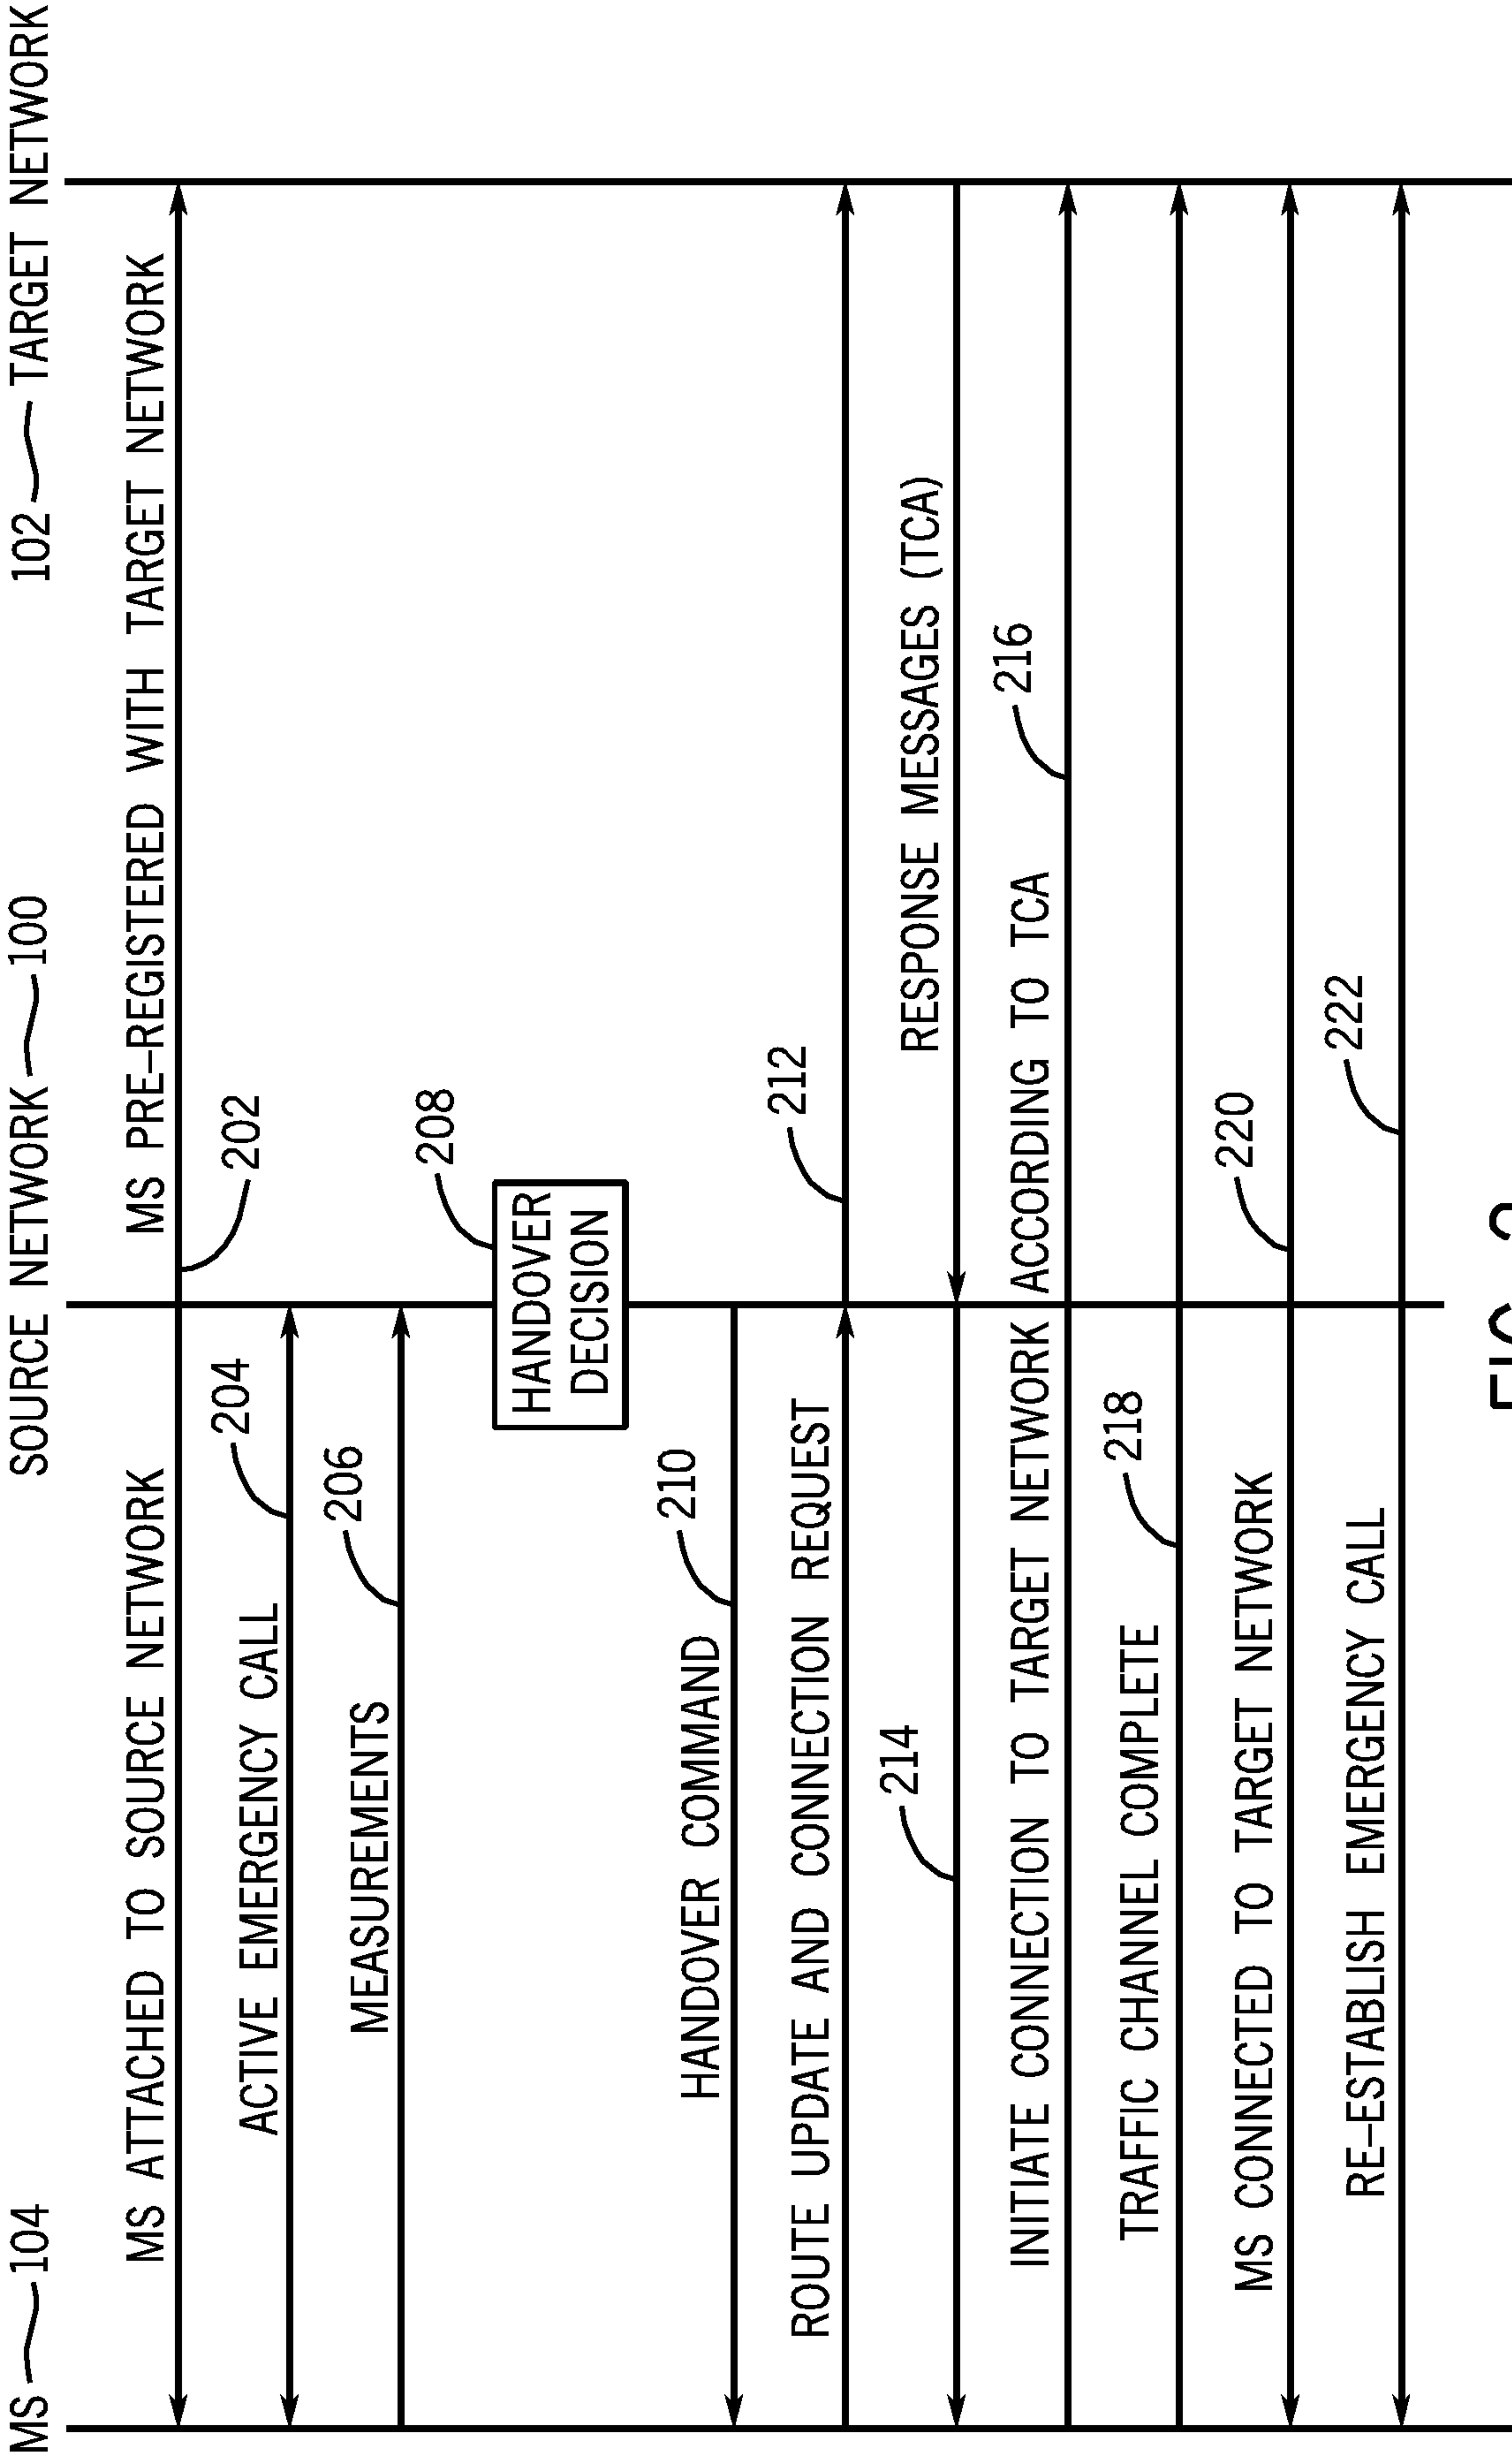 MS 104
SOURCE NETWORK 100
102 TARGET NETWORK
MS ATTACHED TO SOURCE NETWORK
MS PRE-REGISTERED WITH TARGET NETWORK
202
ACTIVE EMERGENCY CALL
204
MEASUREMENTS
206
208
HANDOVER
DECISION
HANDOVER COMMAND
210
ROUTE UPDATE AND CONNECTION REQUEST
212
214
RESPONSE MESSAGES (TCA)
INITIATE CONNECTION TO TARGET NETWORK ACCORDING TO TCA
216
TRAFFIC CHANNEL COMPLETE
218
MS CONNECTED TO TARGET NETWORK
220
RE-ESTABLISH EMERGENCY CALL
222